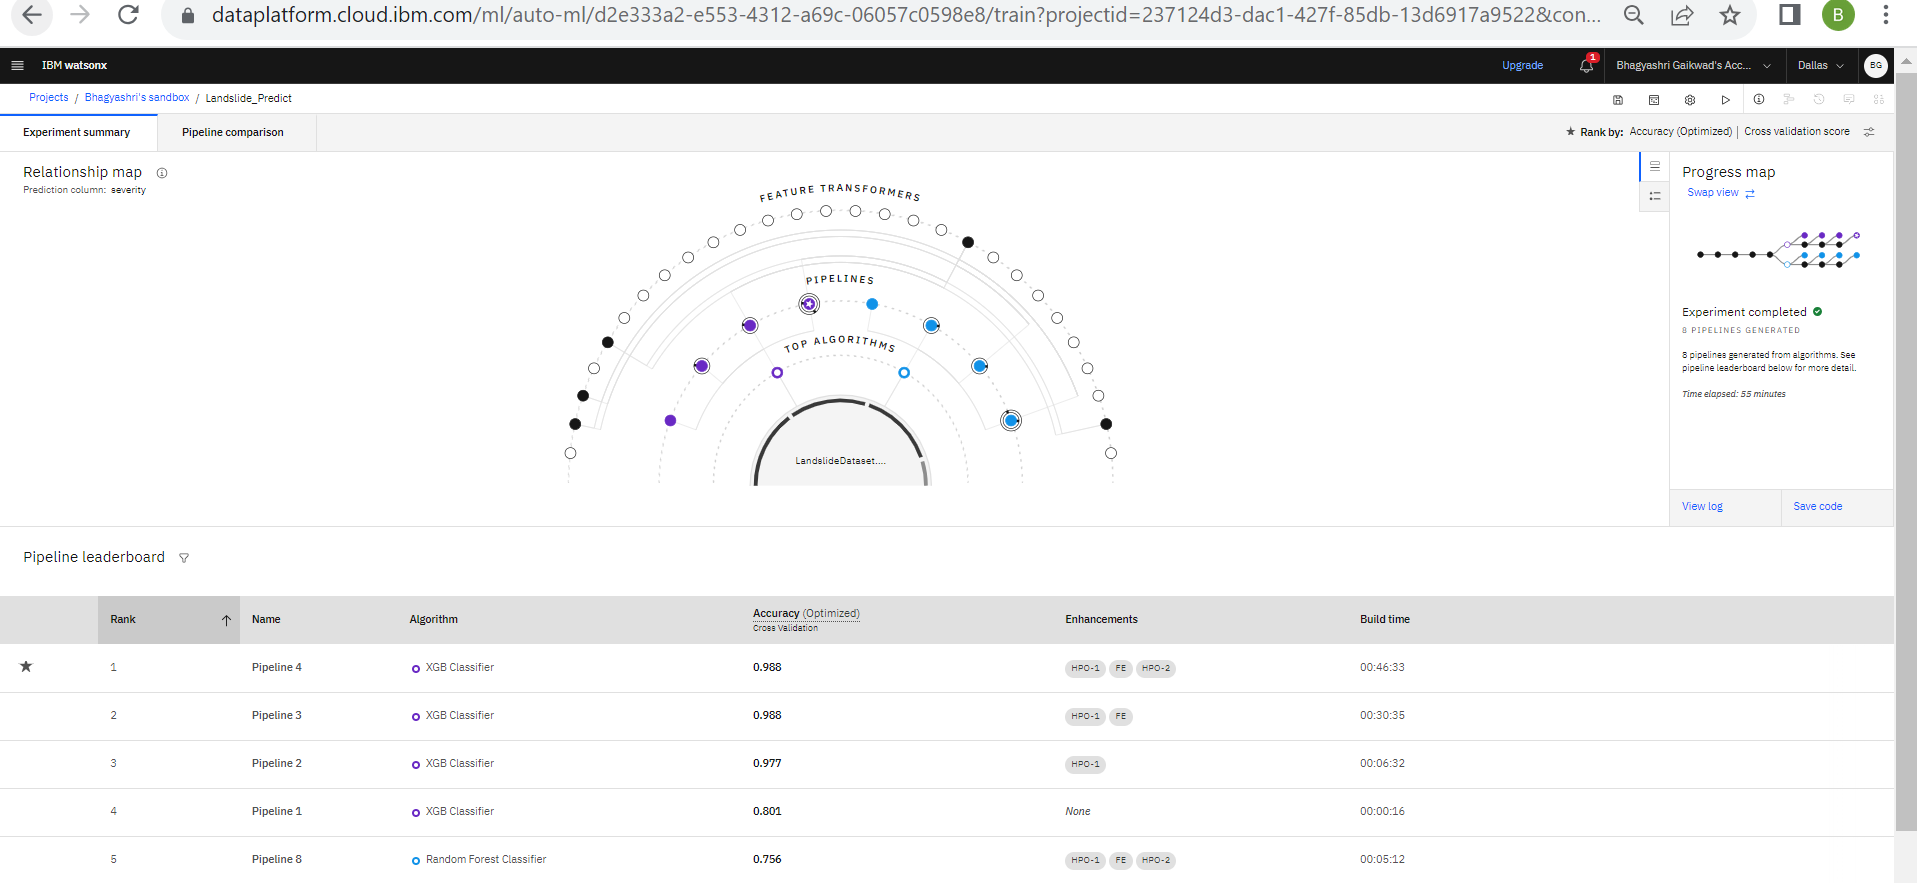 dataplatform.cloud.ibm.com/ml/auto-ml/d2e333a2-e553-4312-a69c-06057c0598e8/train?projectid=237124d3-dac1-427f-85db-13d6917a9522&con...
B
IBM watsonx
Upgrade
1
Bhagyashri Gaikwad's Acc...
Dallas
BG
Projects / Bhagyashri's sandbox / Landslide_Predict
Experiment summary
Pipeline comparison
★ Rank by: Accuracy (Optimized) | Cross validation score
Relationship map
Prediction column: severity
FEATURE TRANSFORMERS
PIPELINES
TOP ALGORITHMS
LandslideDataset....
Progress map
Swap view
Experiment completed
8 PIPELINES GENERATED
8 pipelines generated from algorithms. See
pipeline leaderboard below for more detail.
Time elapsed: 55 minutes
View log
Save code
Pipeline leaderboard
Rank Name Algorithm Accuracy (Optimized) Enhancements Build time
Cross Validation
★ 1 Pipeline 4 XGB Classifier 0.988 HPO-1 FE HPO-2 00:46:33
2 Pipeline 3 XGB Classifier 0.988 HPO-1 FE 00:30:35
3 Pipeline 2 XGB Classifier 0.977 HPO-1 00:06:32
4 Pipeline 1 XGB Classifier 0.801 None 00:00:16
5 Pipeline 8 Random Forest Classifier 0.756 HPO-1 FE HPO-2 00:05:12